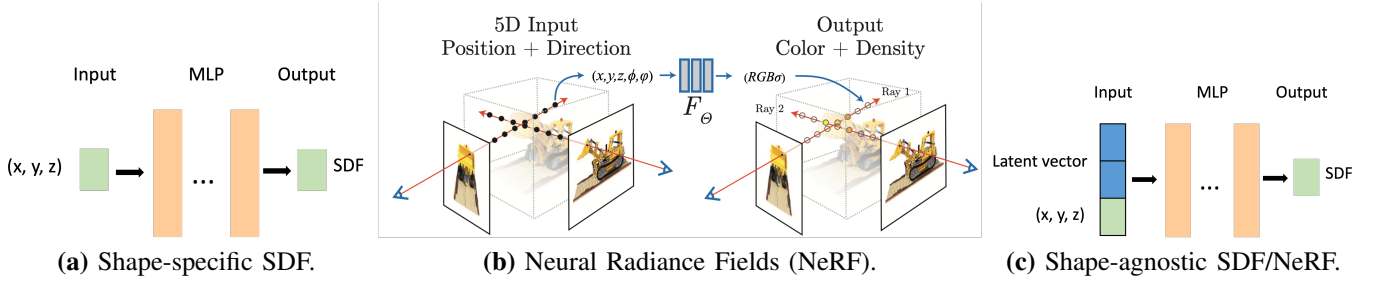 Input
MLP
Output
(x, y, z)
...
SDF
(a) Shape-specific SDF.
5D Input
Position + Direction
Output
Color + Density
(x,y,z,ϕ,φ)
F_Θ
(RGBσ)
Ray 1
Ray 2
(b) Neural Radiance Fields (NeRF).
Input
MLP
Output
Latent vector
(x, y, z)
...
SDF
(c) Shape-agnostic SDF/NeRF.